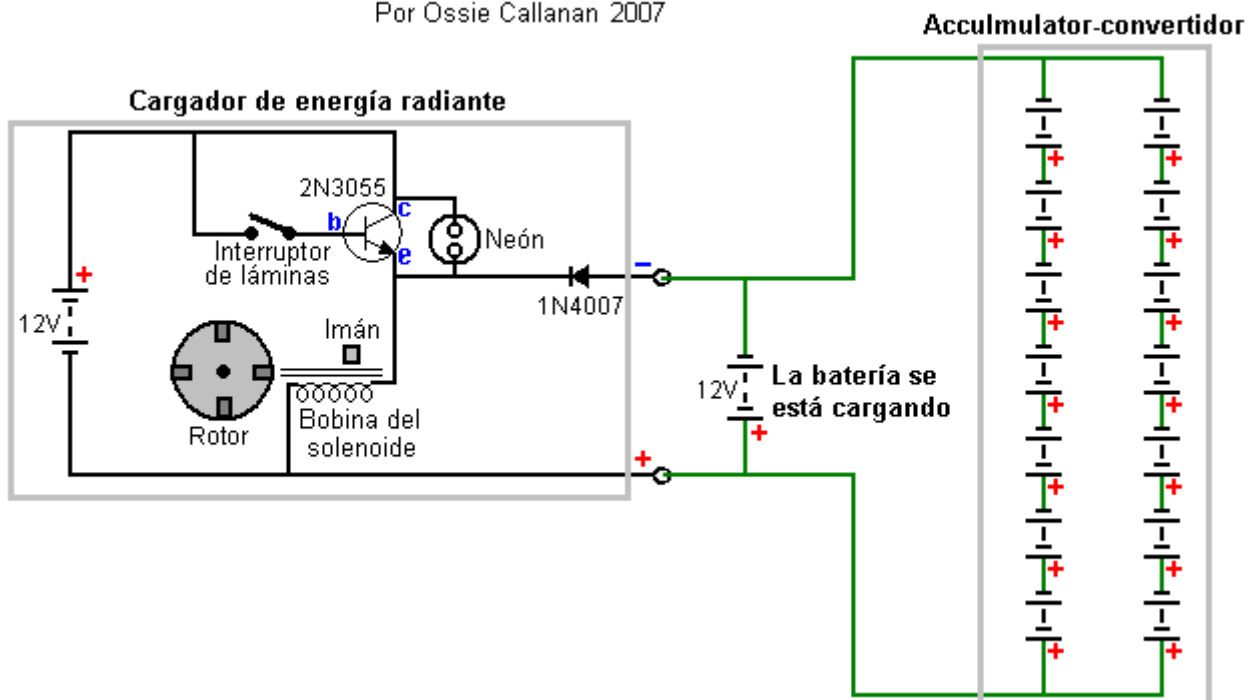 Por Ossie Callanan 2007
Acculmulator-convertidor
Cargador de energía radiante
2N3055
c
b
Neón
Interruptor
de láminas
e
+
−
12V
1N4007
Imán
Rotor
Bobina del
solenoide
+
12V
La batería se
está cargando
+
+ +
+ +
+ +
+ +
+ +
+ +
+ +